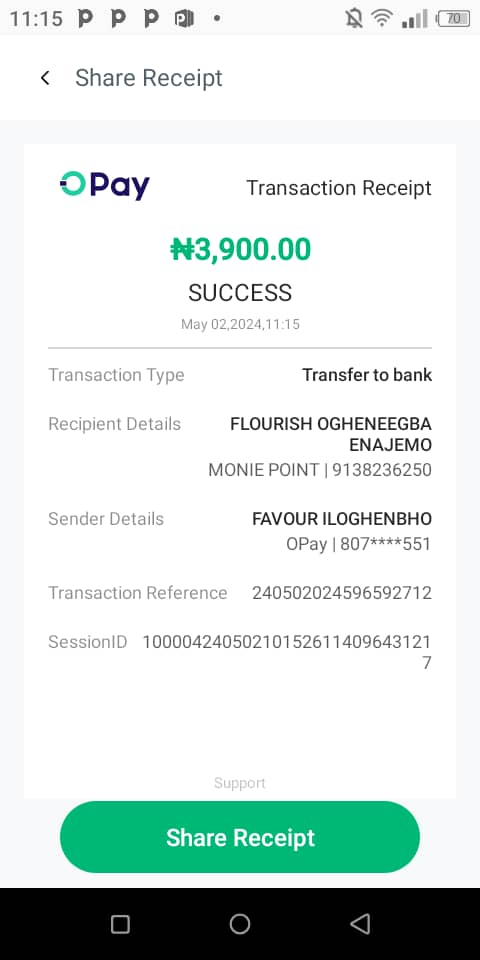 11:15
70
Share Receipt
OPay
Transaction Receipt
₦3,900.00
SUCCESS
May 02,2024,11:15
Transaction Type Transfer to bank
Recipient Details FLOURISH OGHENEEGBA
ENAJEMO
MONIE POINT | 9138236250
Sender Details FAVOUR ILOGHENBHO
OPay | 807****551
Transaction Reference 240502024596592712
SessionID 10000424050210152611409643121
7
Support
Share Receipt